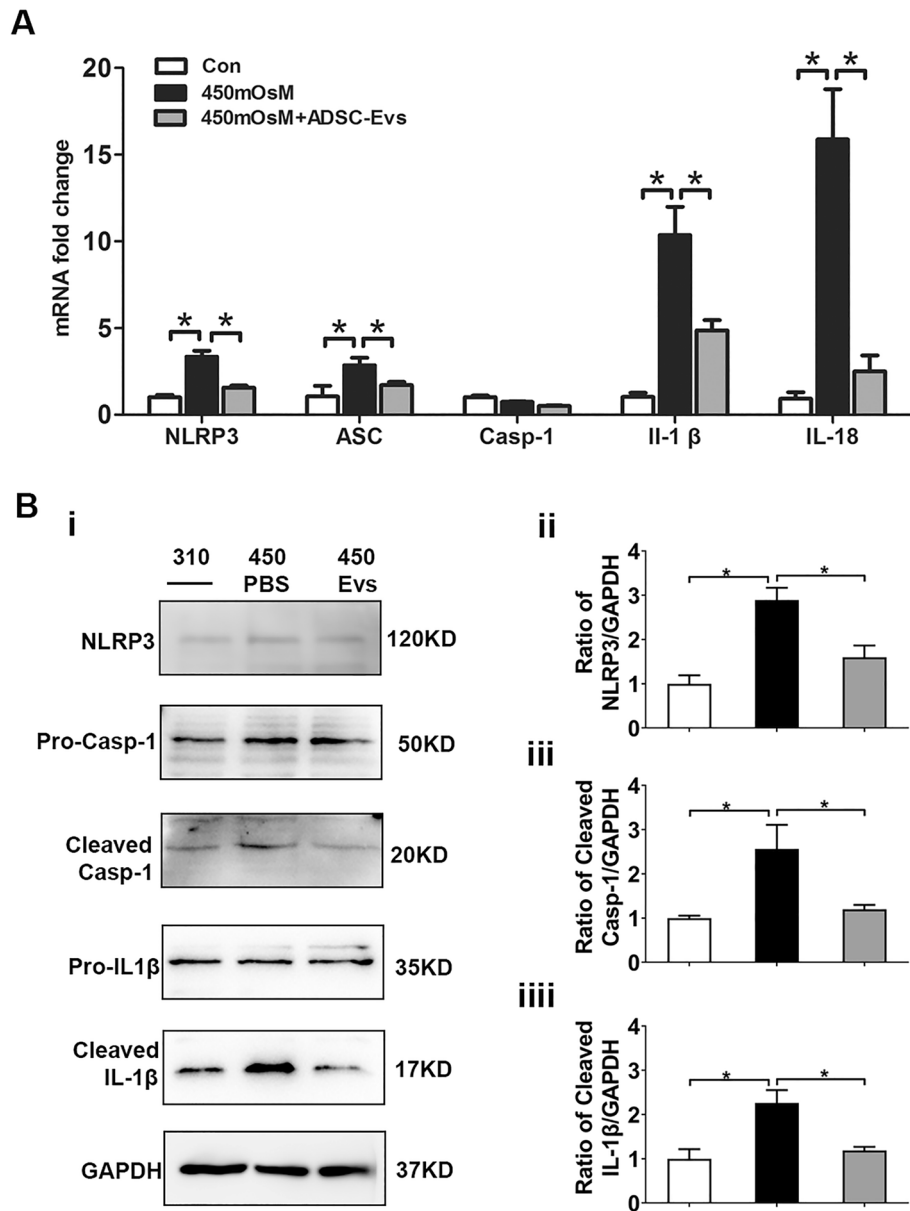 A
20
15
10
5
0
mRNA fold change
Con
450mOsM
450mOsM+ADSC-Evs
* * * * * * * *
NLRP3 ASC Casp-1 Il-1 β IL-18
B
i
310 450 450
PBS Evs
NLRP3 120KD
Pro-Casp-1 50KD
Cleaved
Casp-1 20KD
Pro-IL1β 35KD
Cleaved
IL-1β 17KD
GAPDH 37KD
ii
Ratio of
NLRP3/GAPDH
4
3
2
1
0
* *
iii
Ratio of Cleaved
Casp-1/GAPDH
4
3
2
1
0
* *
iiii
Ratio of Cleaved
IL-1β/GAPDH
4
3
2
1
0
* *